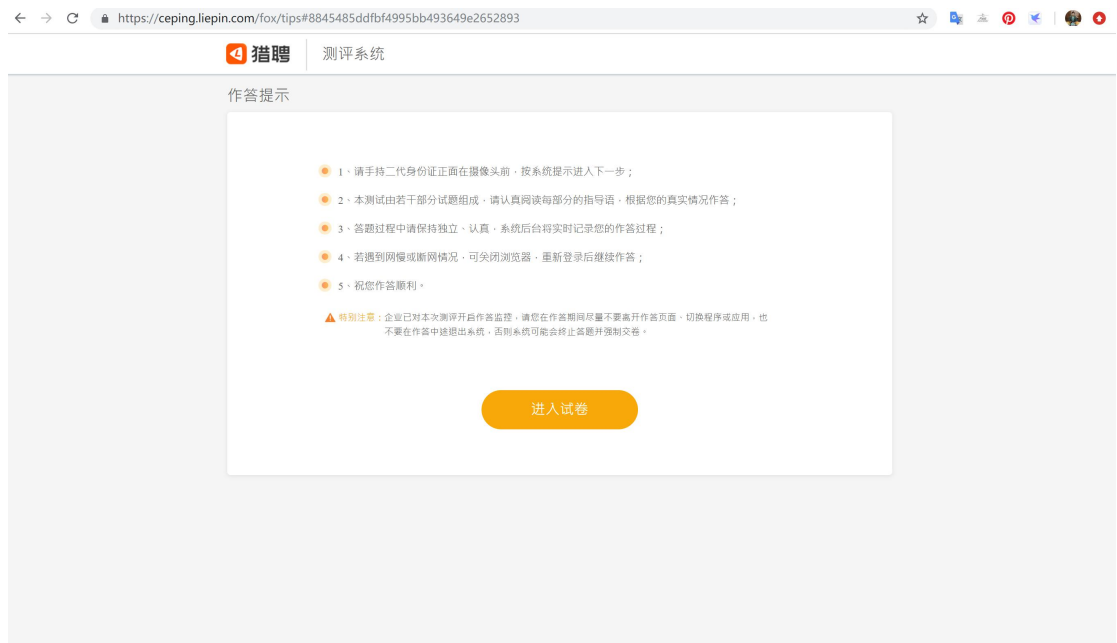 https://ceping.liepin.com/fox/tips#8845485ddfbf4995bb493649e2652893
猎聘 测评系统
作答提示
1、请手持二代身份证正面在摄像头前，按系统提示进入下一步；
2、本测试由若干部分试题组成，请认真阅读每部分的指导语，根据您的真实情况作答；
3、答题过程中请保持独立、认真，系统后台将实时记录您的作答过程；
4、若遇到网慢或断网情况，可关闭浏览器，重新登录后继续作答；
5、祝您作答顺利。
特别注意：企业已对本次测评开启作答监控，请您在作答期间尽量不要离开作答页面、切换程序或应用，也
不要在作答中途退出系统，否则系统可能会终止答题并强制交卷。
进入试卷